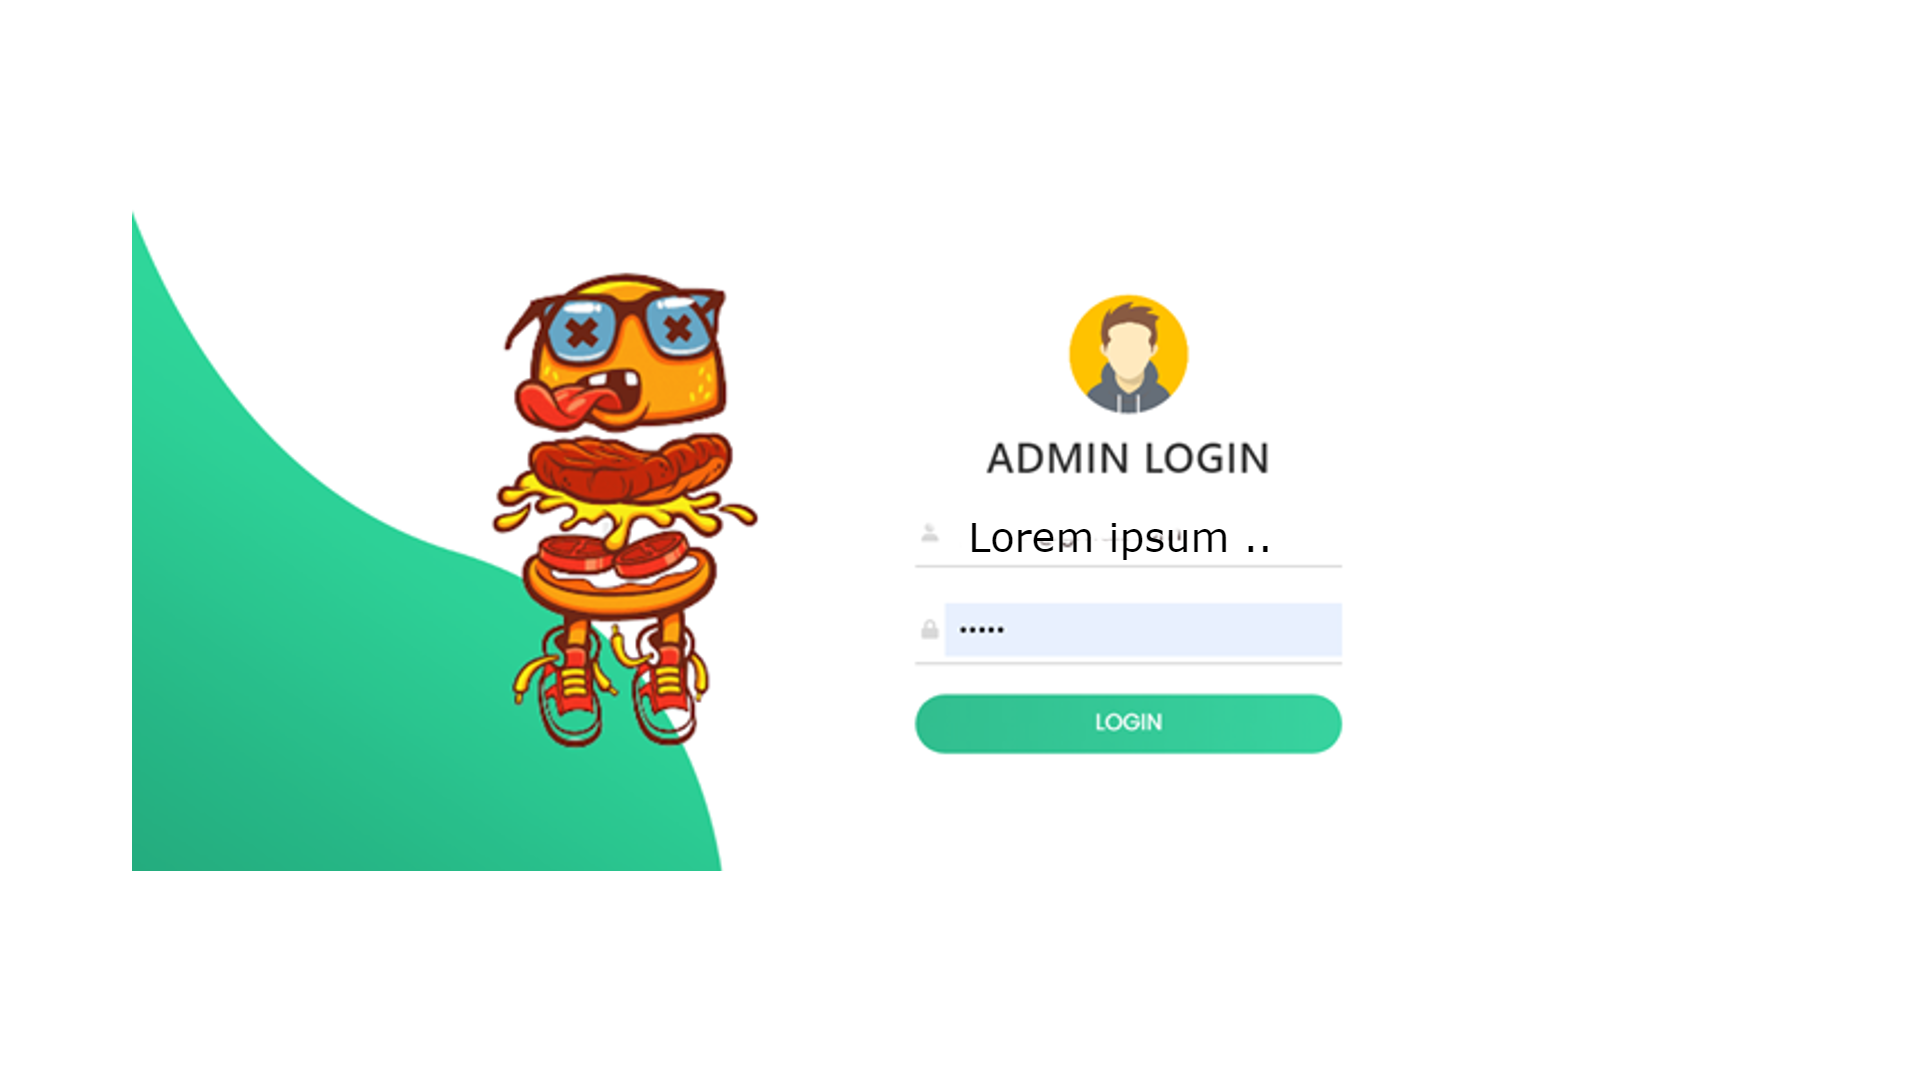 ADMIN LOGIN
Lorem ipsum ..
•••••
LOGIN